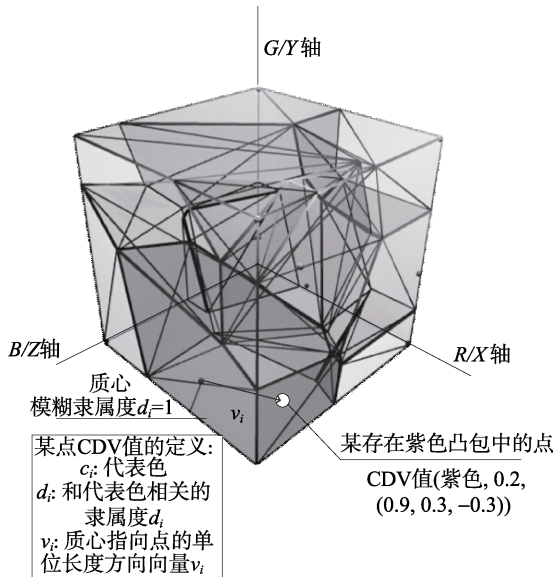 G/Y轴
B/Z轴
R/X轴
质心
模糊隶属度di=1
vi
某点CDV值的定义:
ci: 代表色
di: 和代表色相关的
隶属度di
vi: 质心指向点的单
位长度方向向量vi
某存在紫色凸包中的点
CDV值(紫色, 0.2,
(0.9, 0.3, −0.3))